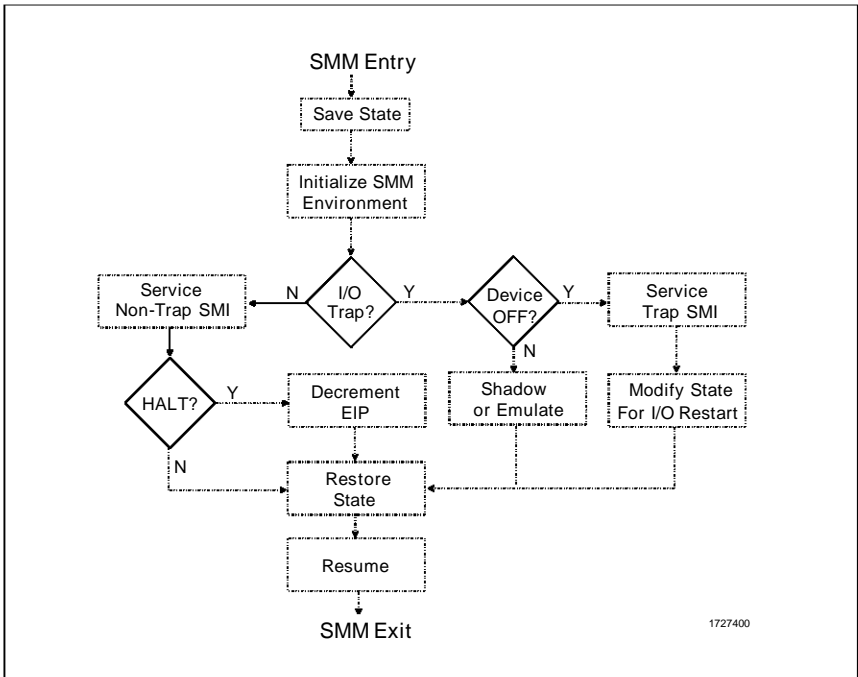 SMM Entry
Save State
Initialize SMM
Environment
Service
Non-Trap SMI
N
I/O
Trap?
Y
Device
OFF?
Y
Service
Trap SMI
N
HALT?
Y
Decrement
EIP
Shadow
or Emulate
Modify State
For I/O Restart
N
Restore
State
Resume
SMM Exit
1727400